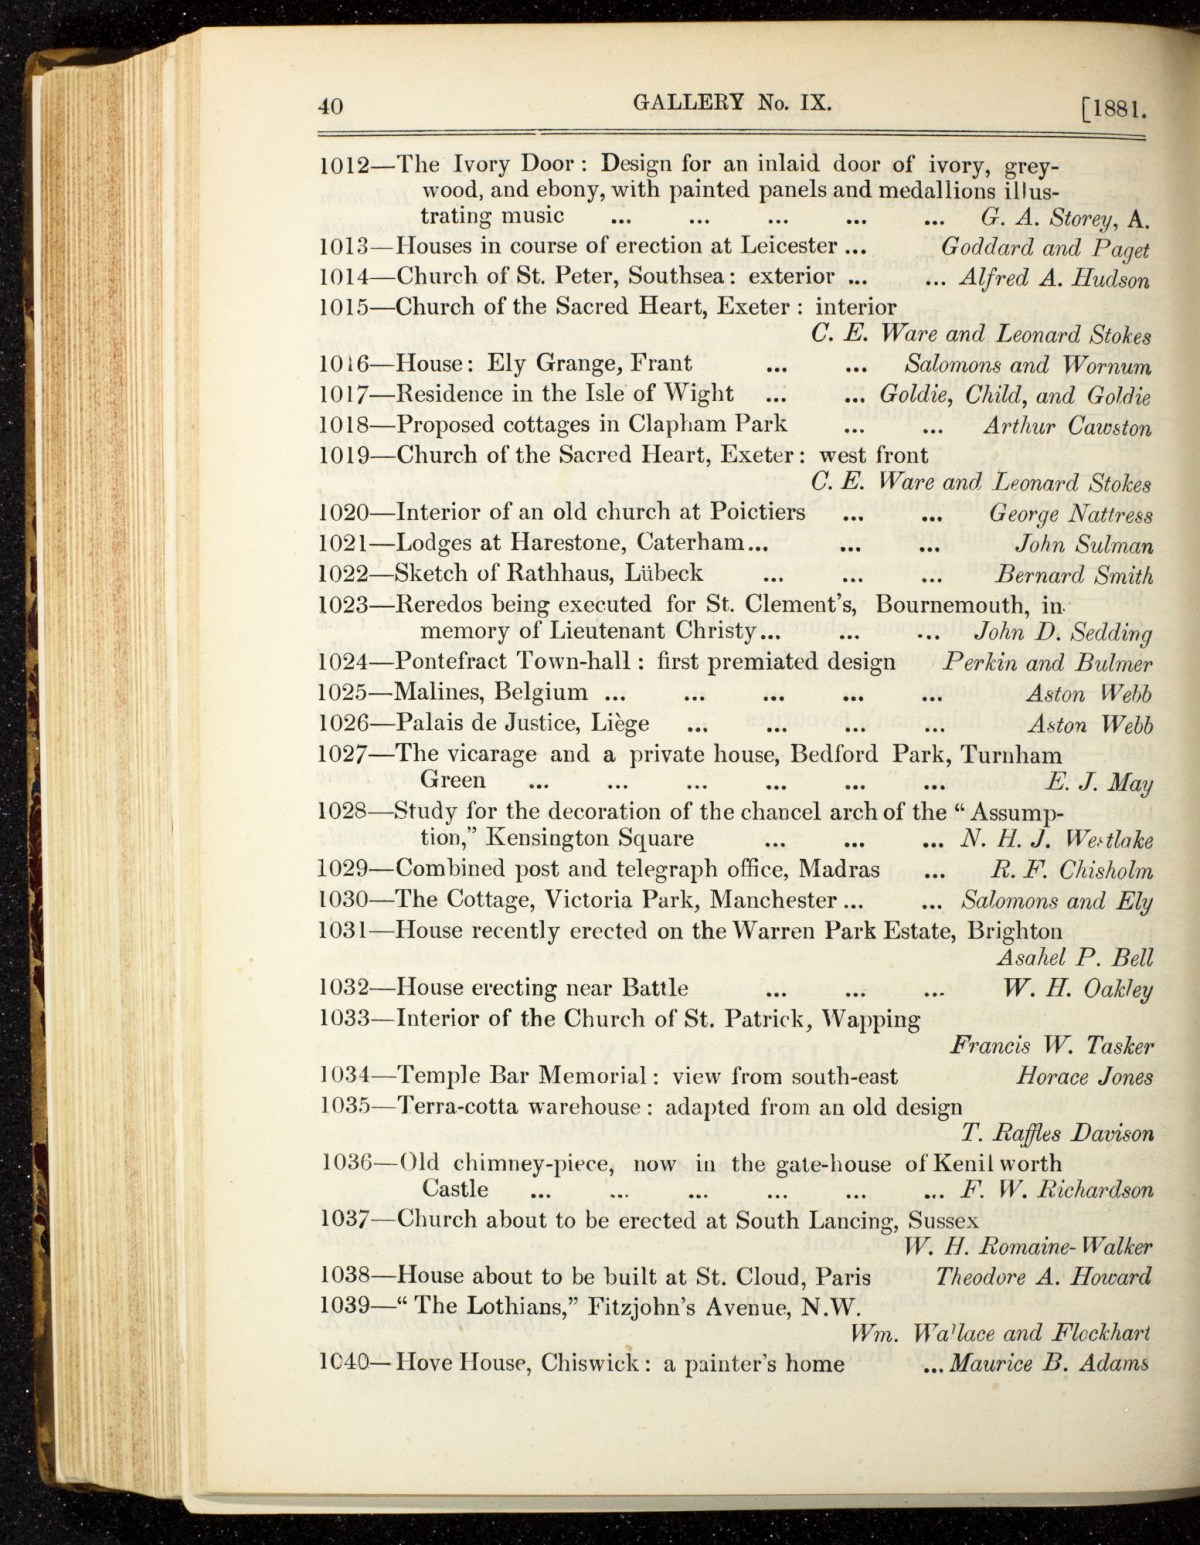 40 GALLERY No. IX. [1881.
1012—The Ivory Door : Design for an inlaid door of ivory, grey-
wood, and ebony, with painted panels and medallions illus-
trating music ... ... ... ... ... G. A. Storey, A.
1013—Houses in course of erection at Leicester ... Goddard and Paget
1014—Church of St. Peter, Southsea : exterior ... ... Alfred A. Hudson
1015—Church of the Sacred Heart, Exeter : interior
C. E. Ware and Leonard Stokes
1016—House : Ely Grange, Frant ... ... Salomons and Wornum
1017—Residence in the Isle of Wight ... ... Goldie, Child, and Goldie
1018—Proposed cottages in Clapham Park ... ... Arthur Cawston
1019—Church of the Sacred Heart, Exeter : west front
C. E. Ware and Leonard Stokes
1020—Interior of an old church at Poictiers ... ... George Nattress
1021—Lodges at Harestone, Caterham... ... ... John Sulman
1022—Sketch of Rathhaus, Lübeck ... ... ... Bernard Smith
1023—Reredos being executed for St. Clement's, Bournemouth, in
memory of Lieutenant Christy... ... ... John D. Sedding
1024—Pontefract Town-hall : first premiated design Perkin and Bulmer
1025—Malines, Belgium ... ... ... ... ... Aston Webb
1026—Palais de Justice, Liège ... ... ... ... Aston Webb
1027—The vicarage and a private house, Bedford Park, Turnham
Green ... ... ... ... ... ... E. J. May
1028—Study for the decoration of the chancel arch of the “ Assump-
tion,” Kensington Square ... ... ... N. H. J. Westlake
1029—Combined post and telegraph office, Madras ... R. F. Chisholm
1030—The Cottage, Victoria Park, Manchester ... ... Salomons and Ely
1031—House recently erected on the Warren Park Estate, Brighton
Asahel P. Bell
1032—House erecting near Battle ... ... ... W. H. Oakley
1033—Interior of the Church of St. Patrick, Wapping
Francis W. Tasker
1034—Temple Bar Memorial : view from south-east Horace Jones
1035—Terra-cotta warehouse : adapted from an old design
T. Raffles Davison
1036—Old chimney-piece, now in the gate-house of Kenilworth
Castle ... ... ... ... ... ... F. W. Richardson
1037—Church about to be erected at South Lancing, Sussex
W. H. Romaine-Walker
1038—House about to be built at St. Cloud, Paris Theodore A. Howard
1039—“ The Lothians,” Fitzjohn's Avenue, N.W.
Wm. Wallace and Flockhart
1040—Hove House, Chiswick : a painter's home ... Maurice B. Adams